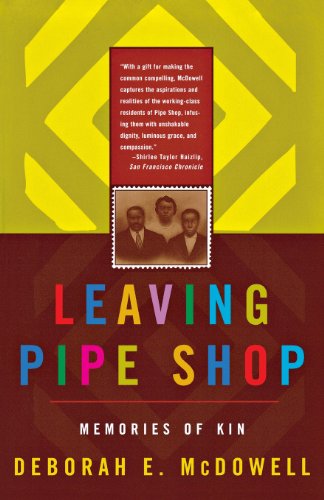 "With a gift for making the
common compelling, McDowell
captures the aspirations and
realities of the working-class
residents of Pipe Shop, infus-
ing them with unshakable
dignity, luminous grace, and
compassion."
—Shirlee Taylor Haizlip,
San Francisco Chronicle
LEAVING
PIPE SHOP
MEMORIES OF KIN
DEBORAH E. McDOWELL